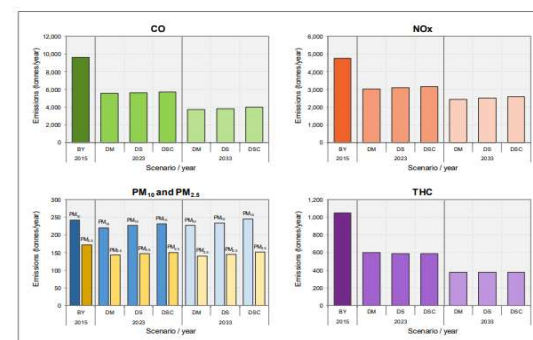 CO
Emissions (tonnes/year)
12,000
10,000
8,000
6,000
4,000
2,000
0
BY DM DS DSC DM DS DSC
2015 2023 2033
Scenario / year
NOx
Emissions (tonnes/year)
6,000
5,000
4,000
3,000
2,000
1,000
0
BY DM DS DSC DM DS DSC
2015 2023 2033
Scenario / year
PM10 and PM2.5
Emissions (tonnes/year)
300
250
200
150
100
50
0
PM10 PM2.5 PM10 PM2.5 PM10 PM2.5 PM10 PM2.5 PM10 PM2.5 PM10 PM2.5 PM10 PM2.5
BY DM DS DSC DM DS DSC
2015 2023 2033
Scenario / year
THC
Emissions (tonnes/year)
1,200
1,000
800
600
400
200
0
BY DM DS DSC DM DS DSC
2015 2023 2033
Scenario / year